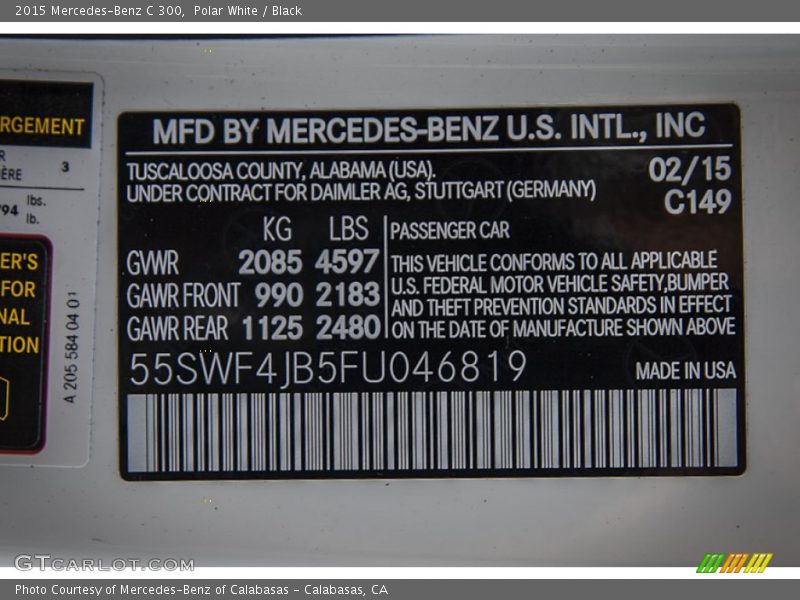 2015 Mercedes-Benz C 300, Polar White / Black
RGEMENT
R
ÈRE 3
794 lbs.
lb.
ER'S
FOR
NAL
TION
A 205 584 04 01
MFD BY MERCEDES-BENZ U.S. INTL., INC
TUSCALOOSA COUNTY, ALABAMA (USA).
UNDER CONTRACT FOR DAIMLER AG, STUTTGART (GERMANY)
02/15
C149
KG LBS
GWR 2085 4597
GAWR FRONT 990 2183
GAWR REAR 1125 2480
PASSENGER CAR
THIS VEHICLE CONFORMS TO ALL APPLICABLE
U.S. FEDERAL MOTOR VEHICLE SAFETY,BUMPER
AND THEFT PREVENTION STANDARDS IN EFFECT
ON THE DATE OF MANUFACTURE SHOWN ABOVE
55SWF4JB5FU046819
MADE IN USA
GTCARLOT.COM
Photo Courtesy of Mercedes-Benz of Calabasas - Calabasas, CA